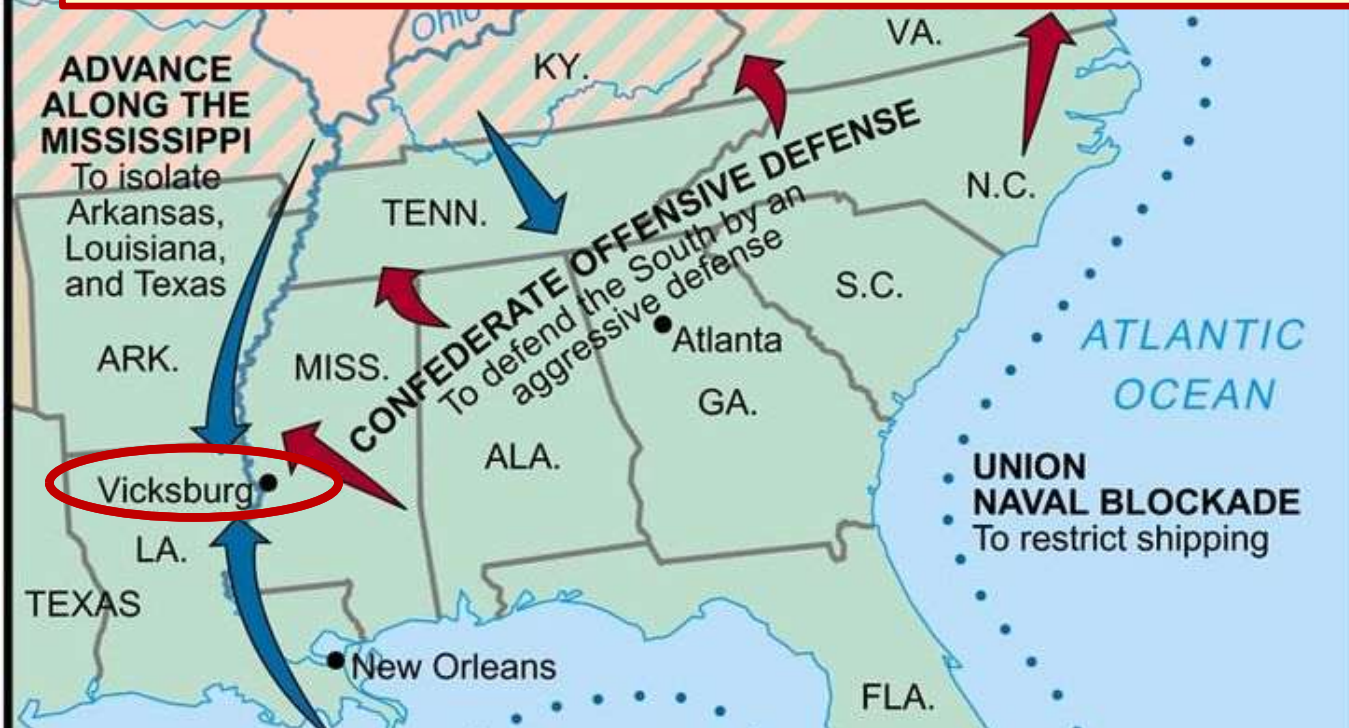 Ohio
VA.
KY.
ADVANCE
ALONG THE
MISSISSIPPI
To isolate
Arkansas,
Louisiana,
and Texas
CONFEDERATE OFFENSIVE DEFENSE
To defend the South by an
aggressive defense
TENN.
N.C.
S.C.
ARK.
MISS.
Atlanta
GA.
ALA.
ATLANTIC
OCEAN
Vicksburg
UNION
NAVAL BLOCKADE
To restrict shipping
LA.
TEXAS
New Orleans
FLA.